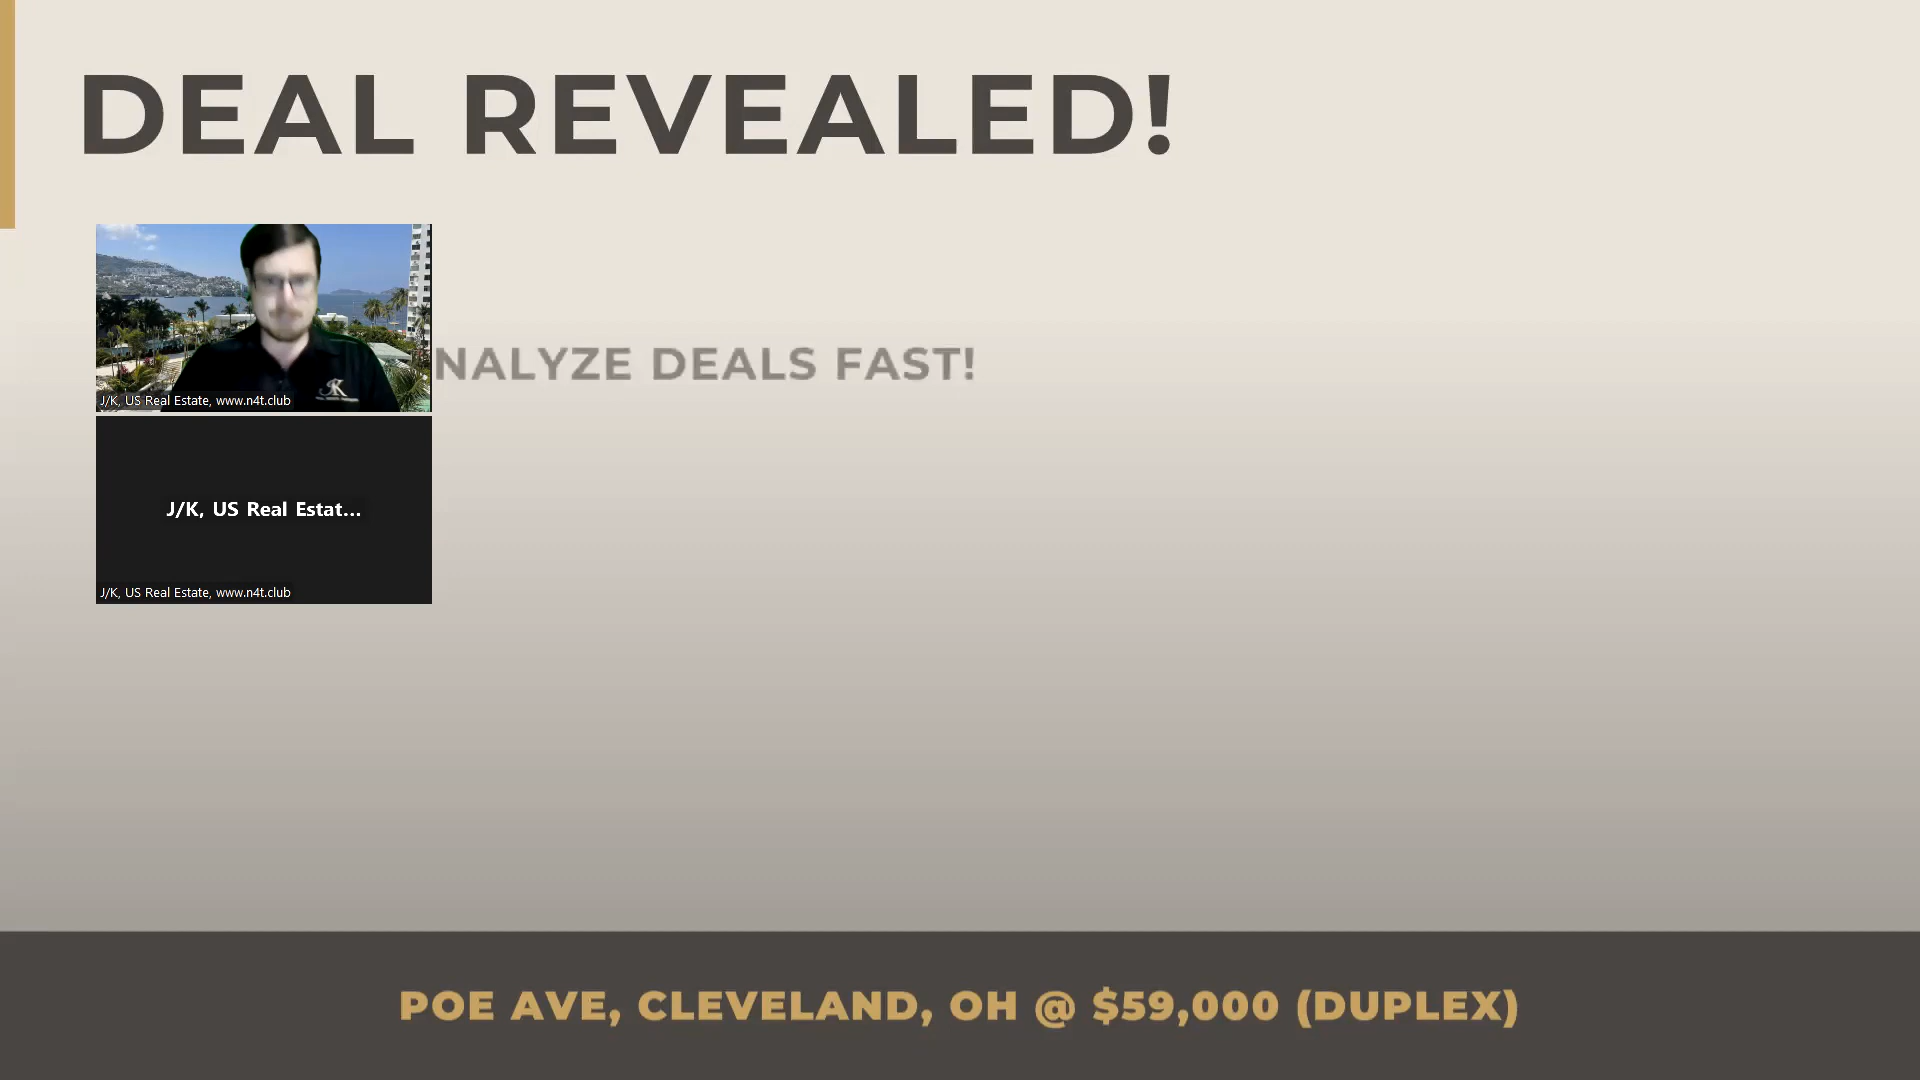 DEAL REVEALED!
NALYZE DEALS FAST!
JK
J/K, US Real Estate, www.n4t.club
J/K, US Real Estat...
J/K, US Real Estate, www.n4t.club
POE AVE, CLEVELAND, OH @ $59,000 (DUPLEX)